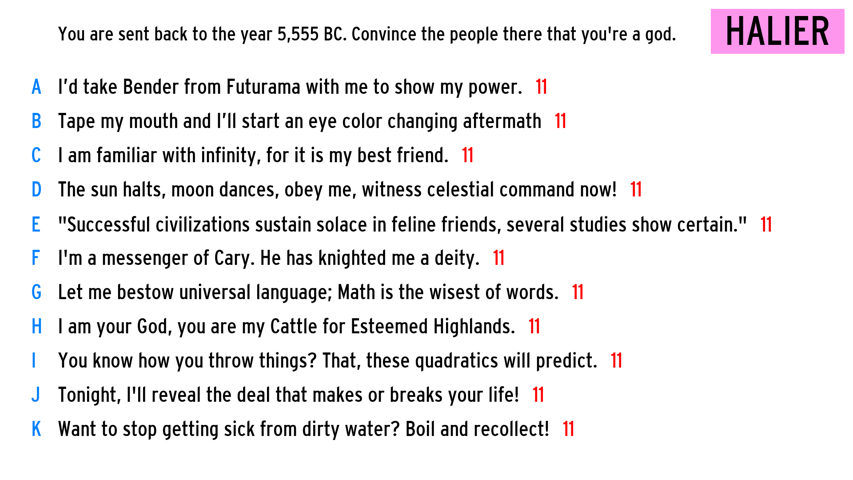 You are sent back to the year 5,555 BC. Convince the people there that you're a god.
HALIER
A I’d take Bender from Futurama with me to show my power. 11
B Tape my mouth and I’ll start an eye color changing aftermath 11
C I am familiar with infinity, for it is my best friend. 11
D The sun halts, moon dances, obey me, witness celestial command now! 11
E "Successful civilizations sustain solace in feline friends, several studies show certain." 11
F I'm a messenger of Cary. He has knighted me a deity. 11
G Let me bestow universal language; Math is the wisest of words. 11
H I am your God, you are my Cattle for Esteemed Highlands. 11
I You know how you throw things? That, these quadratics will predict. 11
J Tonight, I'll reveal the deal that makes or breaks your life! 11
K Want to stop getting sick from dirty water? Boil and recollect! 11